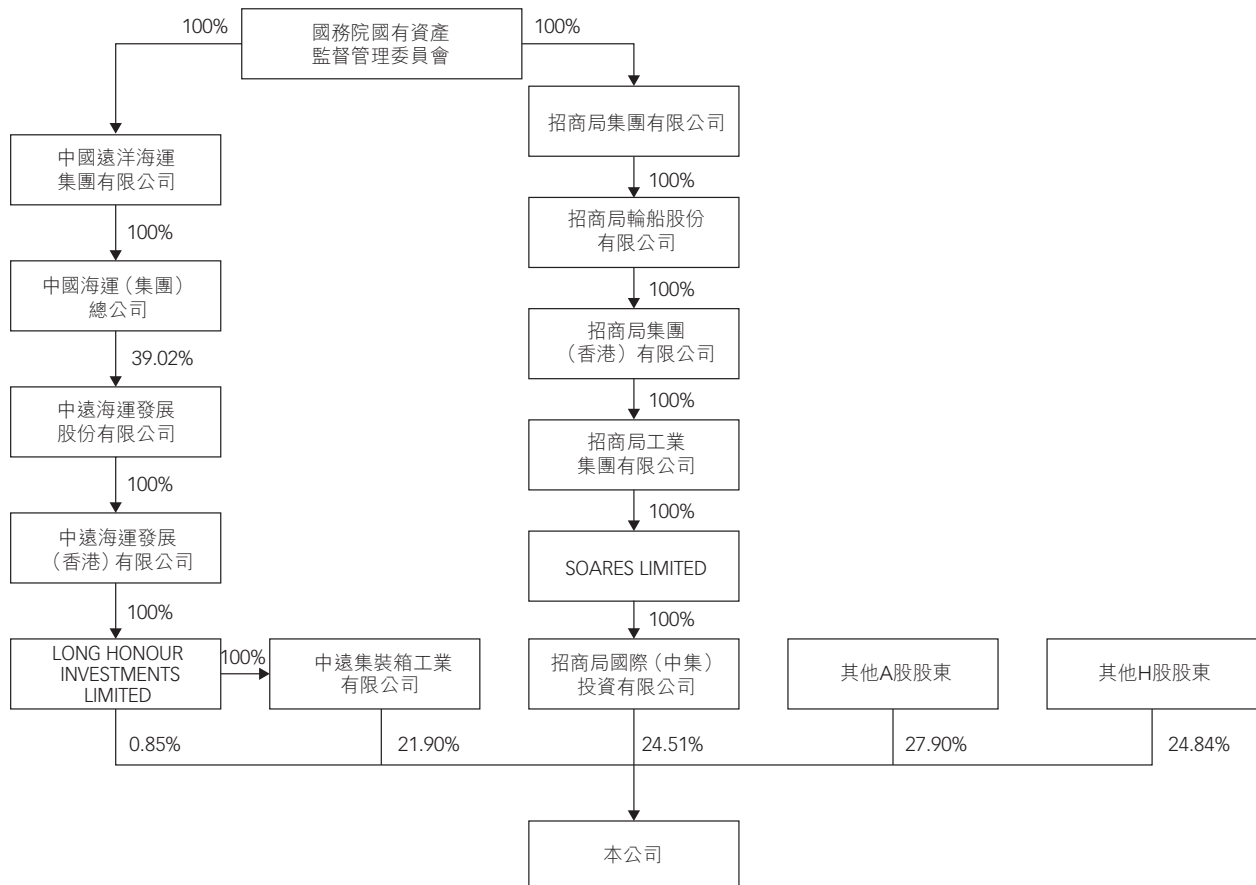 100%
國務院國有資產
監督管理委員會
100%
招商局集團有限公司
中國遠洋海運
集團有限公司
100%
招商局輪船股份
有限公司
100%
中國海運（集團）
總公司
100%
招商局集團
（香港）有限公司
39.02%
100%
中遠海運發展
股份有限公司
招商局工業
集團有限公司
100%
100%
中遠海運發展
（香港）有限公司
SOARES LIMITED
100%
100%
LONG HONOUR
INVESTMENTS
LIMITED
100%
中遠集裝箱工業
有限公司
招商局國際（中集）
投資有限公司
其他A股股東
其他H股股東
0.85%
21.90%
24.51%
27.90%
24.84%
本公司